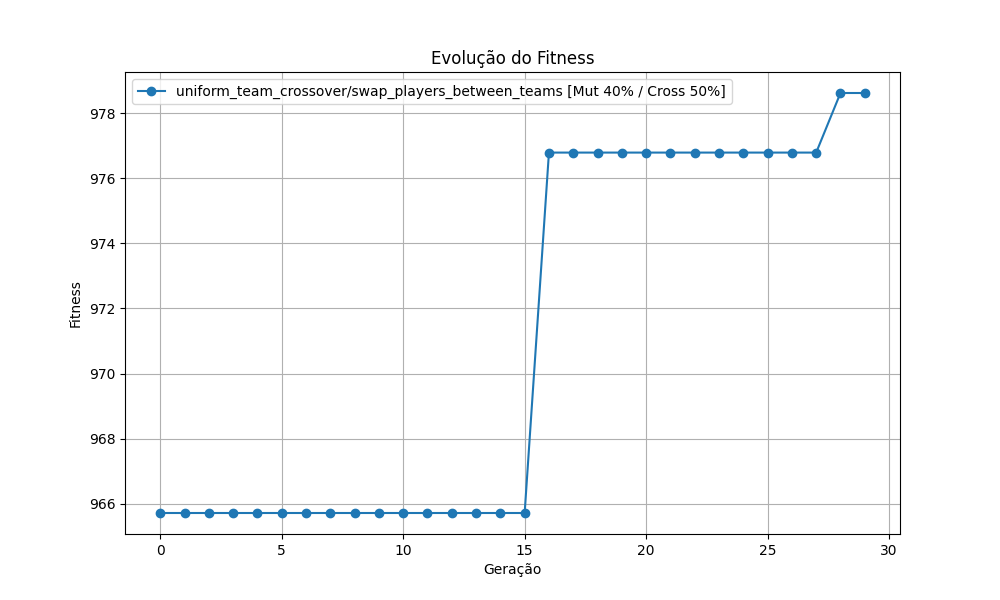 Evolução do Fitness
uniform_team_crossover/swap_players_between_teams [Mut 40% / Cross 50%]
978
976
974
972
970
968
966
Fitness
0 5 10 15 20 25 30
Geração